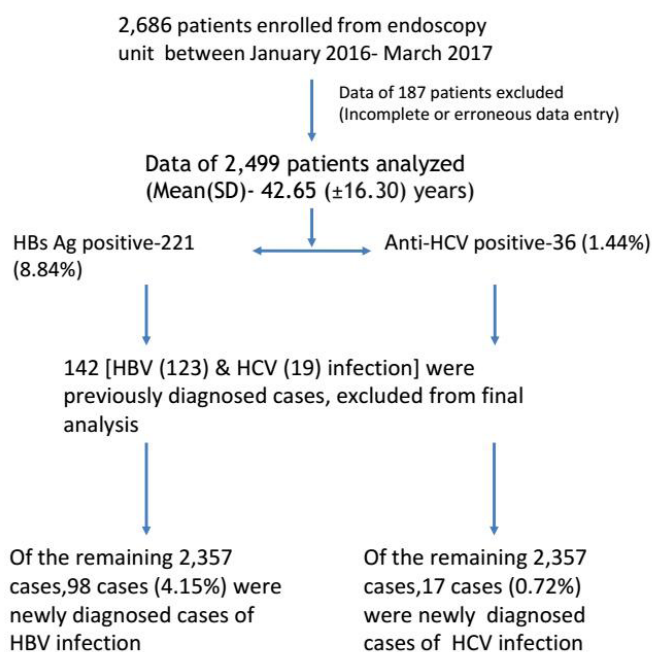 2,686 patients enrolled from endoscopy
unit between January 2016- March 2017
Data of 187 patients excluded
(Incomplete or erroneous data entry)
Data of 2,499 patients analyzed
(Mean(SD)- 42.65 (±16.30) years)
HBs Ag positive-221
(8.84%)
Anti-HCV positive-36 (1.44%)
142 [HBV (123) & HCV (19) infection] were
previously diagnosed cases, excluded from final
analysis
Of the remaining 2,357
cases,98 cases (4.15%) were
newly diagnosed cases of
HBV infection
Of the remaining 2,357
cases,17 cases (0.72%)
were newly diagnosed
cases of HCV infection